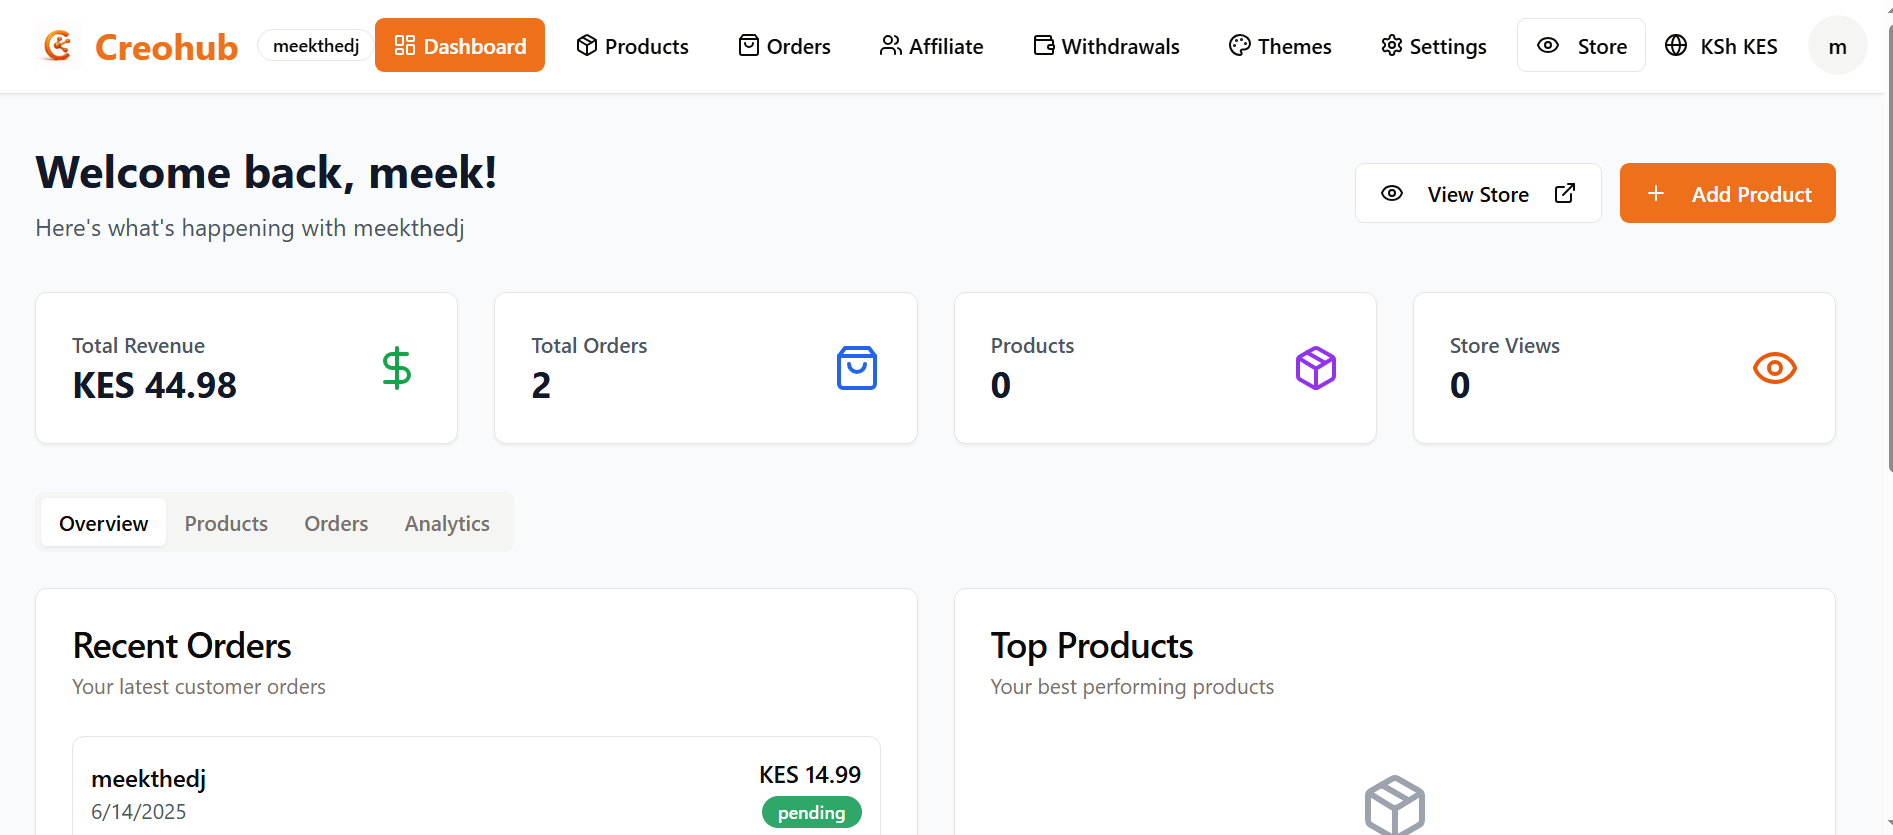 Creohub meekthedj Dashboard Products Orders Affiliate Withdrawals Themes Settings Store KSh KES m
Welcome back, meek!
Here's what's happening with meekthedj
View Store
Add Product
Total Revenue
KES 44.98
Total Orders
2
Products
0
Store Views
0
Overview Products Orders Analytics
Recent Orders
Your latest customer orders
meekthedj
6/14/2025
KES 14.99
pending
Top Products
Your best performing products